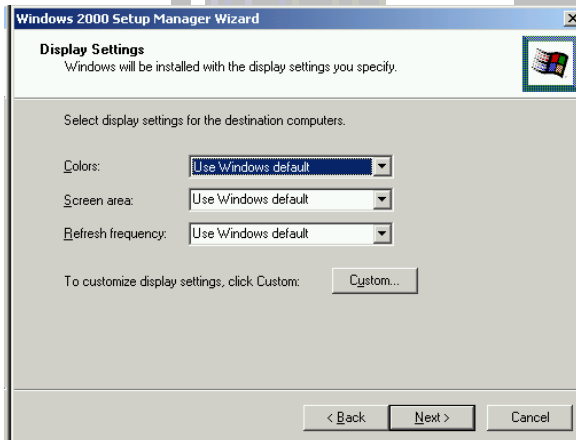 Windows 2000 Setup Manager Wizard
Display Settings
Windows will be installed with the display settings you specify.
Select display settings for the destination computers.
Colors: Use Windows default
Screen area: Use Windows default
Refresh frequency: Use Windows default
To customize display settings, click Custom: Custom...
< Back Next > Cancel